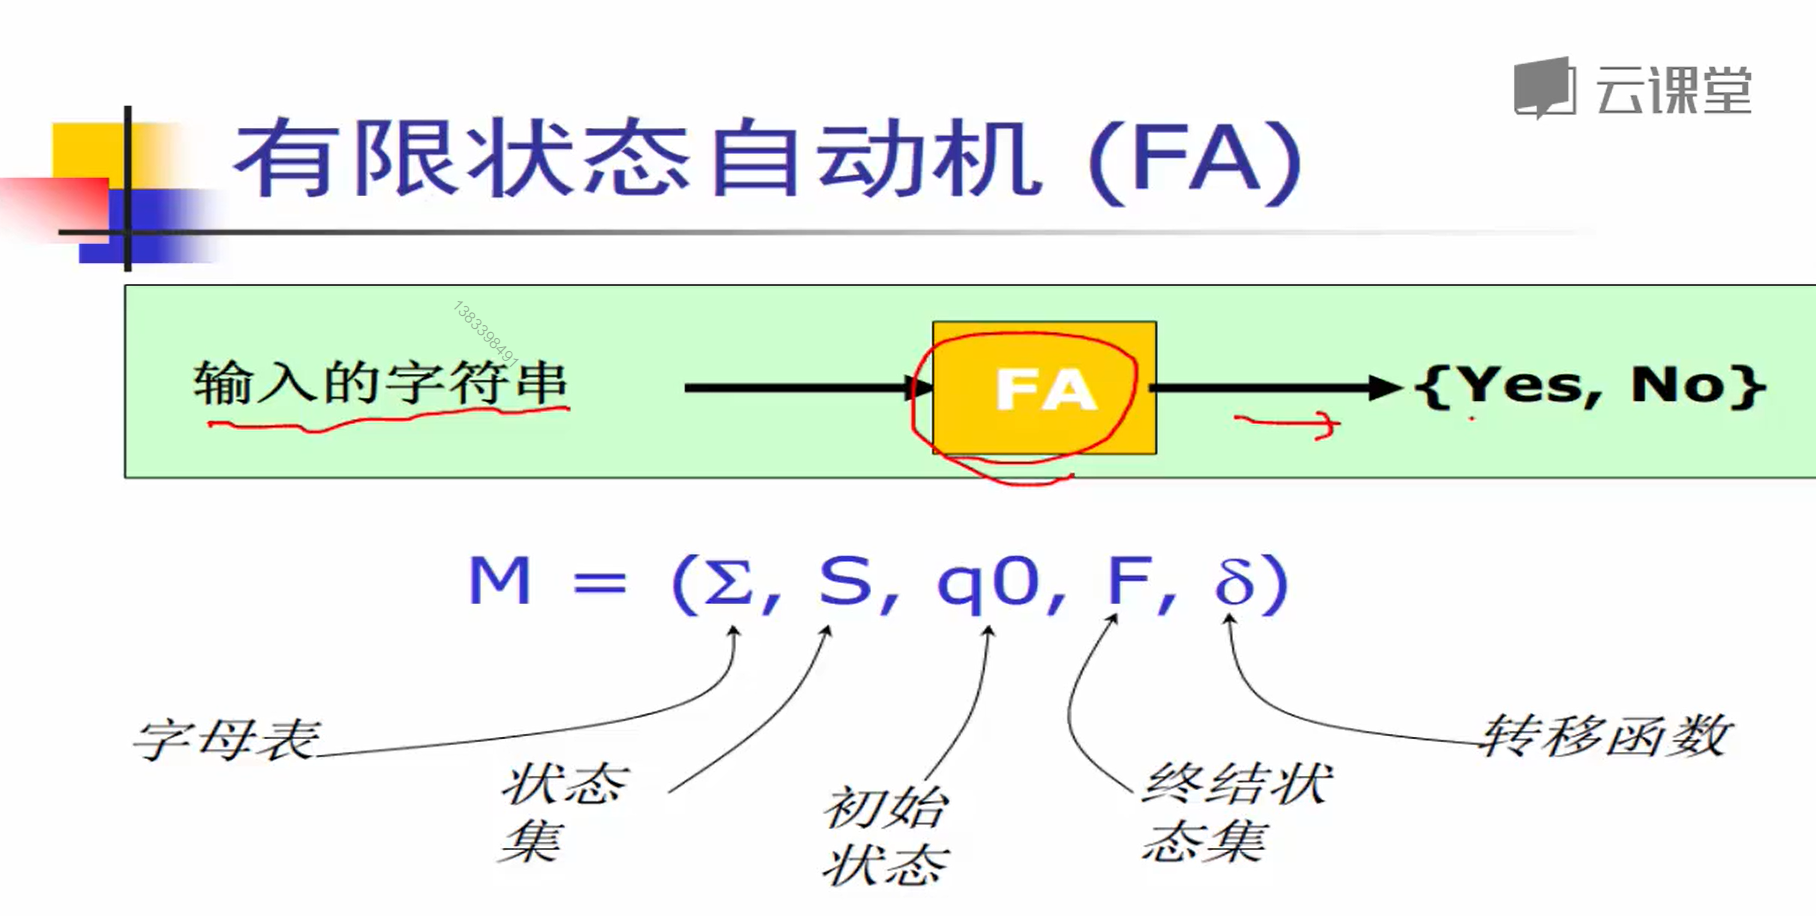 云课堂
有限状态自动机 (FA)
1383398491
输入的字符串
FA
{Yes, No}
M = (Σ, S, q0, F, δ)
字母表
状态
集
初始
状态
终结状
态集
转移函数